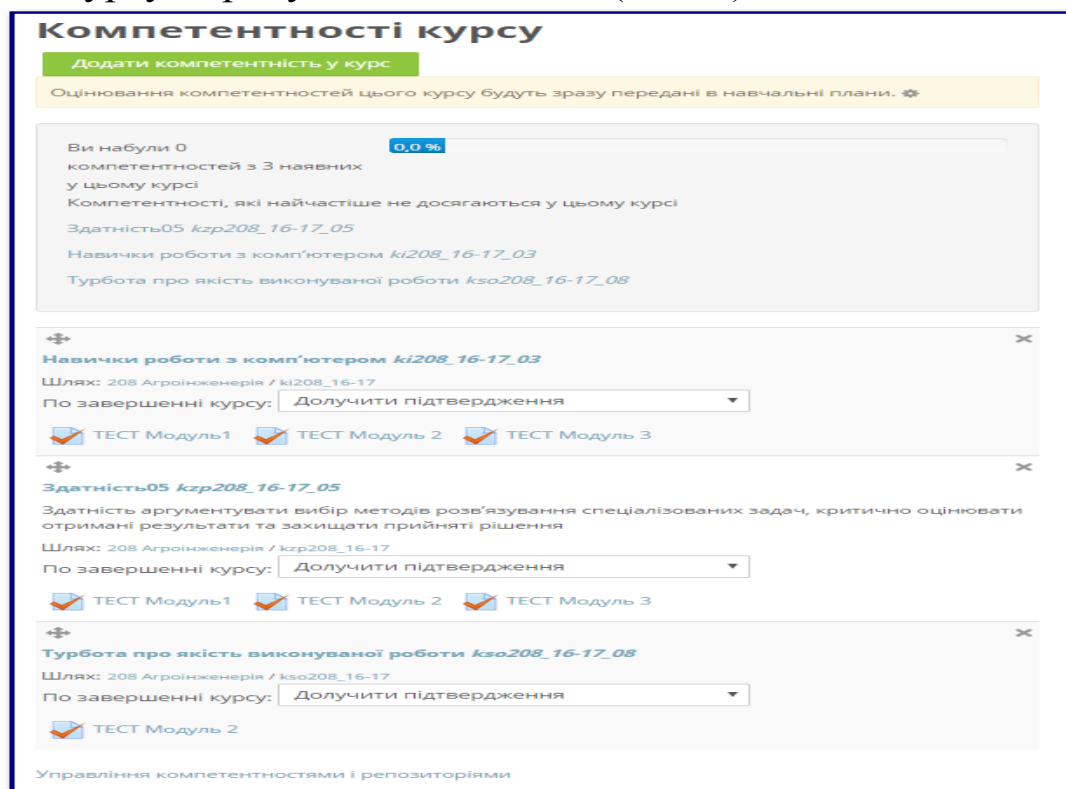 Компетентності курсу
Додати компетентність у курс
Оцінювання компетентностей цього курсу будуть зразу передані в навчальні плани.
Ви набули 0 0,0 %
компетентностей з 3 наявних
у цьому курсі
Компетентності, які найчастіше не досягаються у цьому курсі
Здатність05 kzp208_16-17_05
Навички роботи з комп'ютером ki208_16-17_03
Турбота про якість виконуваної роботи kso208_16-17_08
Навички роботи з комп'ютером ki208_16-17_03
Шлях: 208 Агроінженерія / ki208_16-17
По завершенні курсу: Долучити підтвердження
ТЕСТ Модуль1 ТЕСТ Модуль 2 ТЕСТ Модуль 3
Здатність05 kzp208_16-17_05
Здатність аргументувати вибір методів розв'язування спеціалізованих задач, критично оцінювати
отримані результати та захищати прийняті рішення
Шлях: 208 Агроінженерія / kzp208_16-17
По завершенні курсу: Долучити підтвердження
ТЕСТ Модуль1 ТЕСТ Модуль 2 ТЕСТ Модуль 3
Турбота про якість виконуваної роботи kso208_16-17_08
Шлях: 208 Агроінженерія / kso208_16-17
По завершенні курсу: Долучити підтвердження
ТЕСТ Модуль 2
Управління компетентностями і репозиторіями